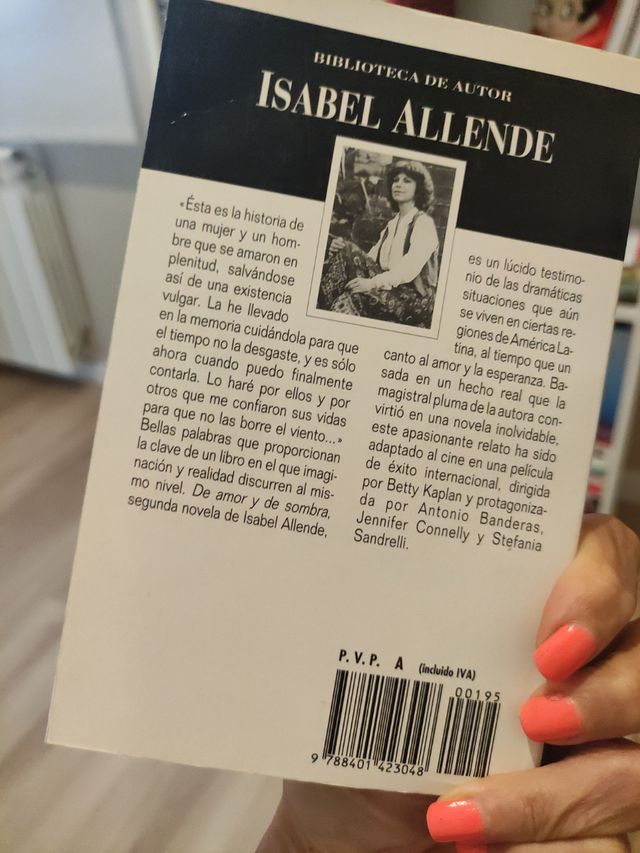 BIBLIOTECA DE AUTOR
ISABEL ALLENDE
«Ésta es la historia de
una mujer y un hom-
bre que se amaron en
plenitud, salvándose
así de una existencia
vulgar. La he llevado
en la memoria cuidándola para que
el tiempo no la desgaste, y es sólo
ahora cuando puedo finalmente
contarla. Lo haré por ellos y por
otros que me confiaron sus vidas
para que no las borre el viento...»
Bellas palabras que proporcionan
la clave de un libro en el que imagi-
nación y realidad discurren al mis-
mo nivel. De amor y de sombra,
segunda novela de Isabel Allende,
es un lúcido testimo-
nio de las dramáticas
situaciones que aún
se viven en ciertas re-
giones de América La-
tina, al tiempo que un
canto al amor y la esperanza. Ba-
sada en un hecho real que la
magistral pluma de la autora con-
virtió en una novela inolvidable,
este apasionante relato ha sido
adaptado al cine en una película
de éxito internacional, dirigida
por Betty Kaplan y protagoniza-
da por Antonio Banderas,
Jennifer Connelly y Stefania
Sandrelli.
P. V. P. A (incluido IVA)
00195
9 788401 423048